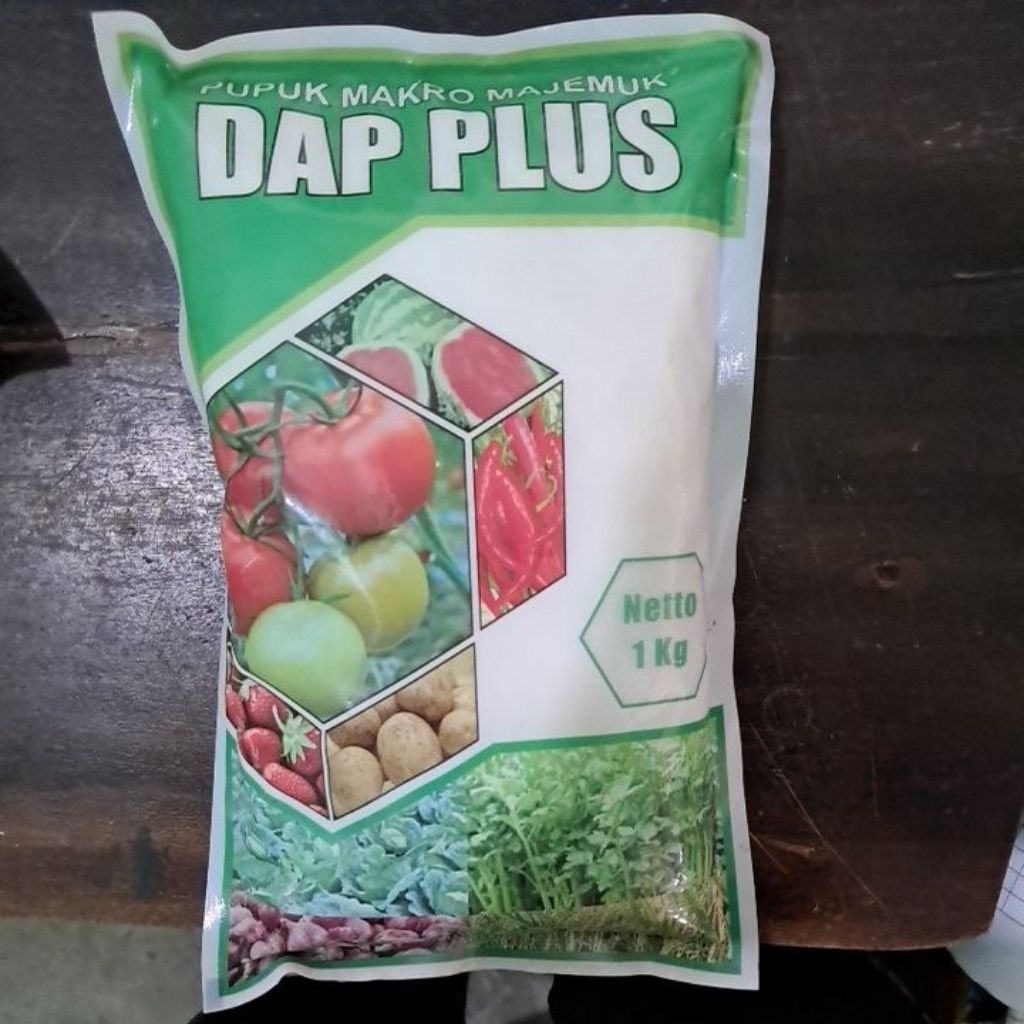 PUPUK MAKRO MAJEMUK
DAP PLUS
Netto
1 Kg